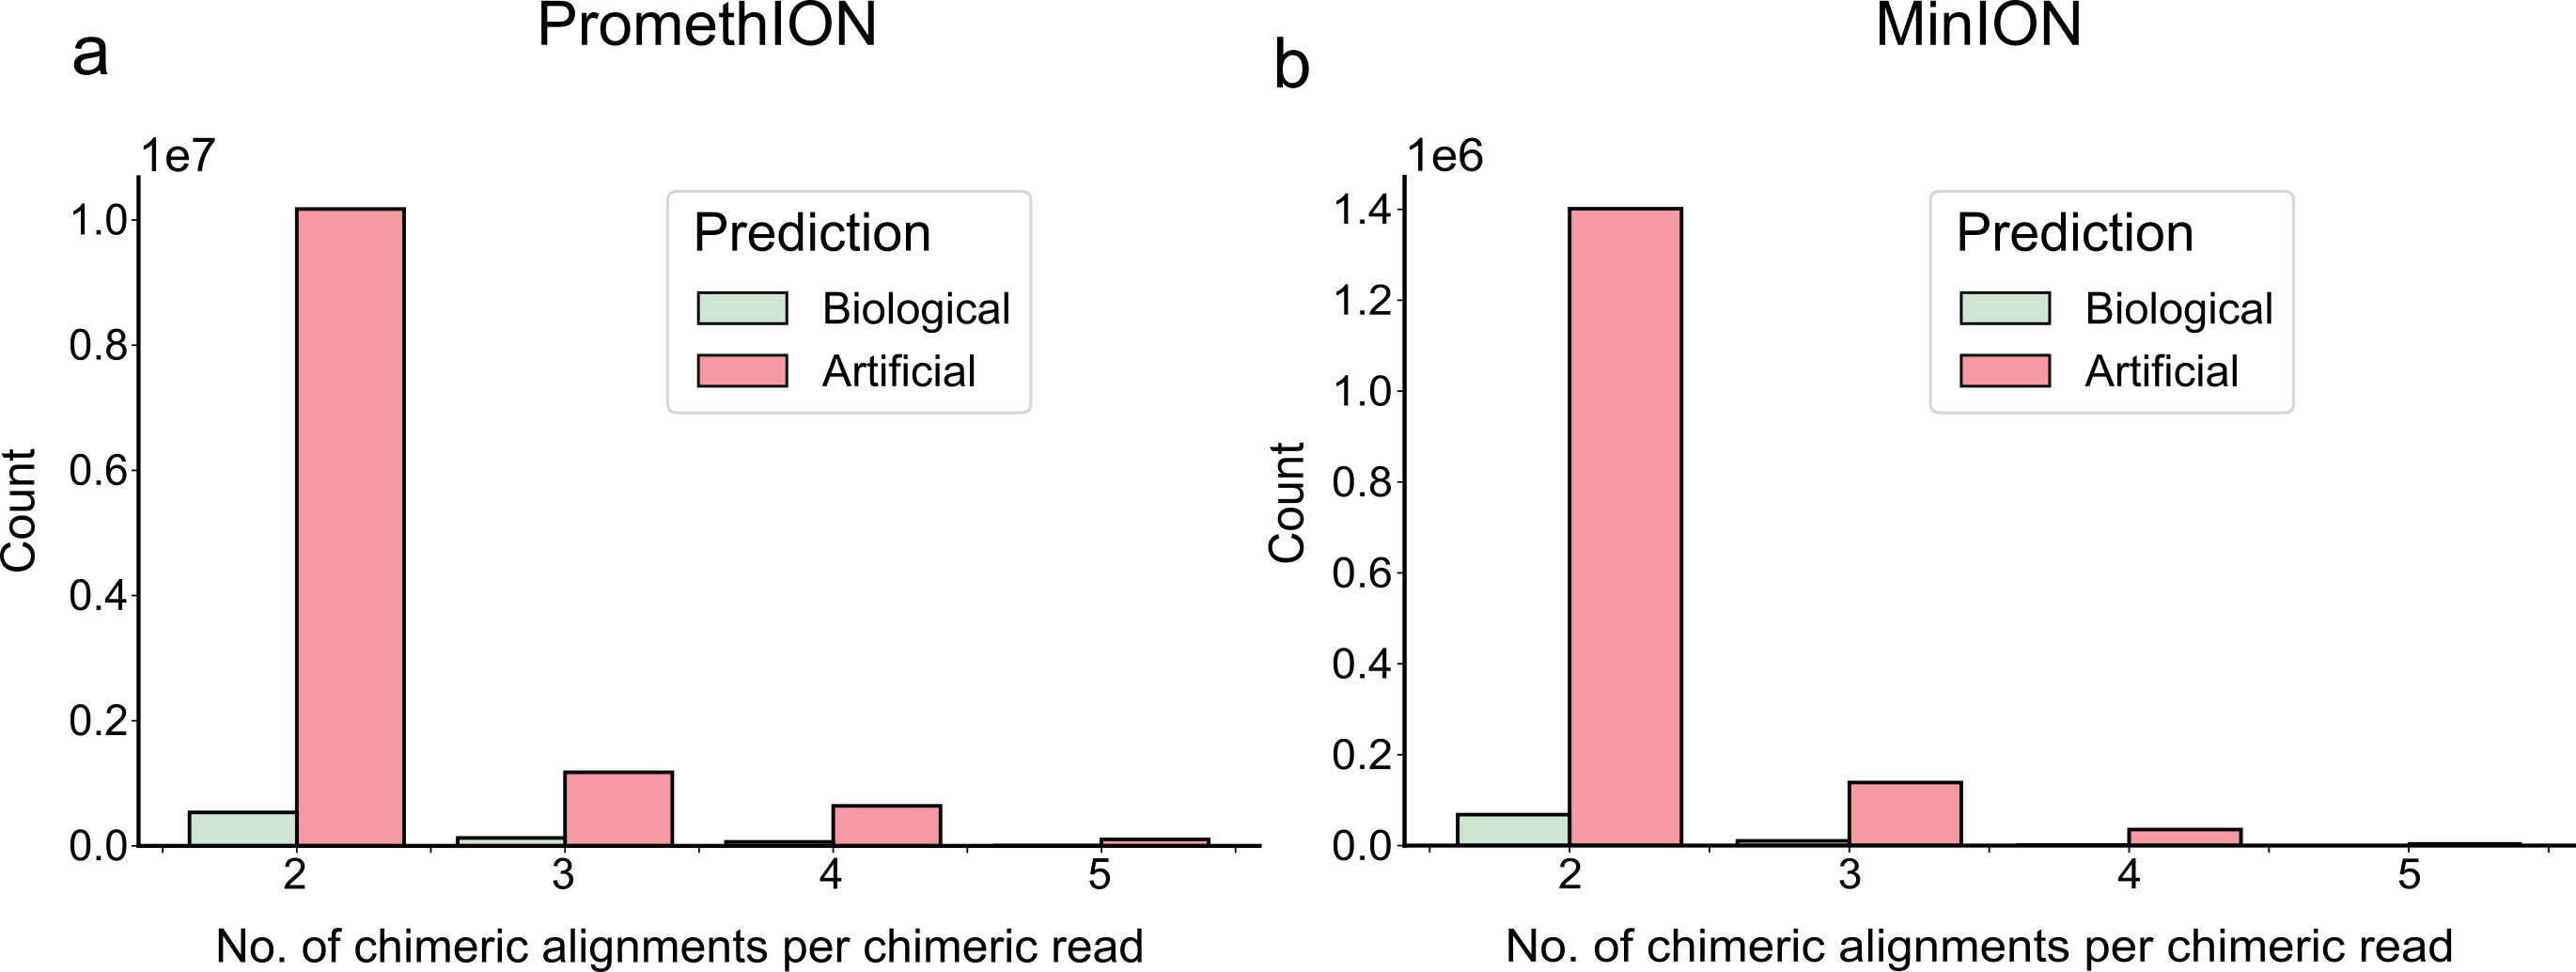 a
PromethION
1e7
1.0
0.8
0.6
0.4
0.2
0.0
Count
Prediction
Biological
Artificial
2 3 4 5
No. of chimeric alignments per chimeric read
b
MinION
1e6
1.4
1.2
1.0
0.8
0.6
0.4
0.2
0.0
Count
Prediction
Biological
Artificial
2 3 4 5
No. of chimeric alignments per chimeric read